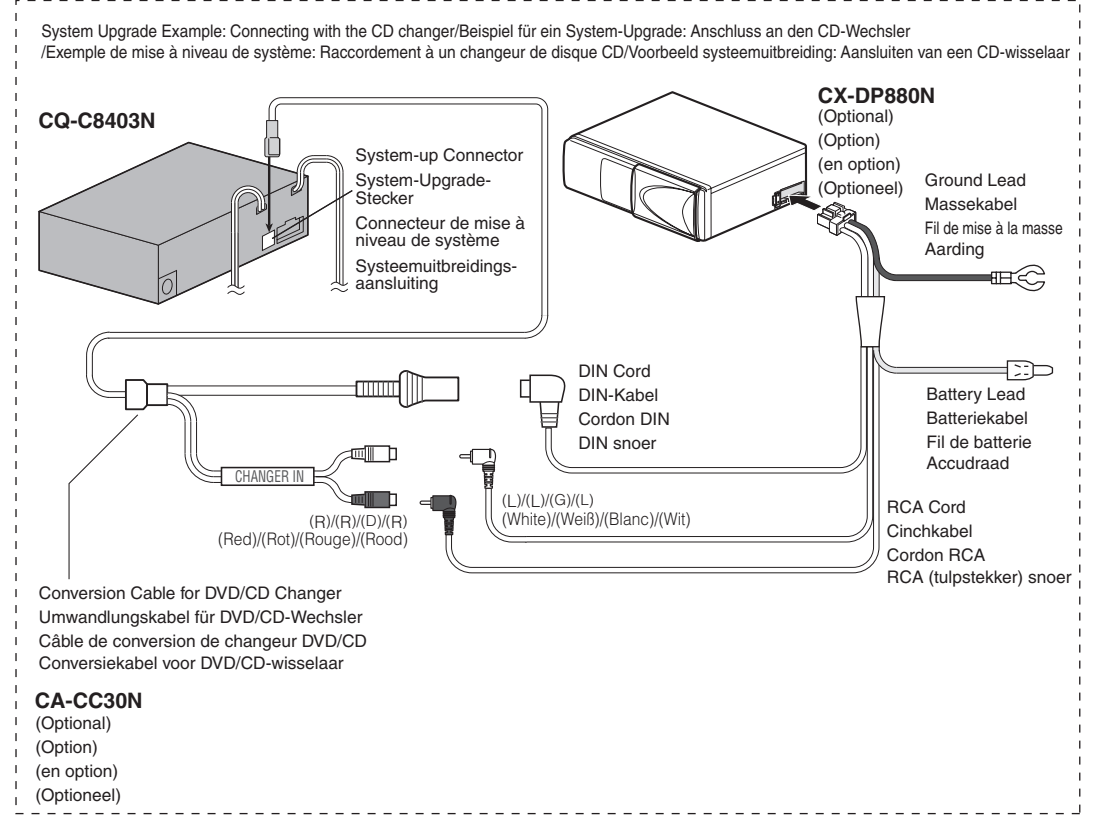 System Upgrade Example: Connecting with the CD changer/Beispiel für ein System-Upgrade: Anschluss an den CD-Wechsler
/Exemple de mise à niveau de système: Raccordement à un changeur de disque CD/Voorbeeld systeemuitbreiding: Aansluiten van een CD-wisselaar
CQ-C8403N
System-up Connector
System-Upgrade-
Stecker
Connecteur de mise à
niveau de système
Systeemuitbreidings-
aansluiting
CX-DP880N
(Optional)
(Option)
(en option)
(Optioneel)
Ground Lead
Massekabel
Fil de mise à la masse
Aarding
DIN Cord
DIN-Kabel
Cordon DIN
DIN snoer
Battery Lead
Batteriekabel
Fil de batterie
Accudraad
CHANGER IN
(L)/(L)/(G)/(L)
(White)/(Weiß)/(Blanc)/(Wit)
(R)/(R)/(D)/(R)
(Red)/(Rot)/(Rouge)/(Rood)
RCA Cord
Cinchkabel
Cordon RCA
RCA (tulpstekker) snoer
Conversion Cable for DVD/CD Changer
Umwandlungskabel für DVD/CD-Wechsler
Câble de conversion de changeur DVD/CD
Conversiekabel voor DVD/CD-wisselaar
CA-CC30N
(Optional)
(Option)
(en option)
(Optioneel)